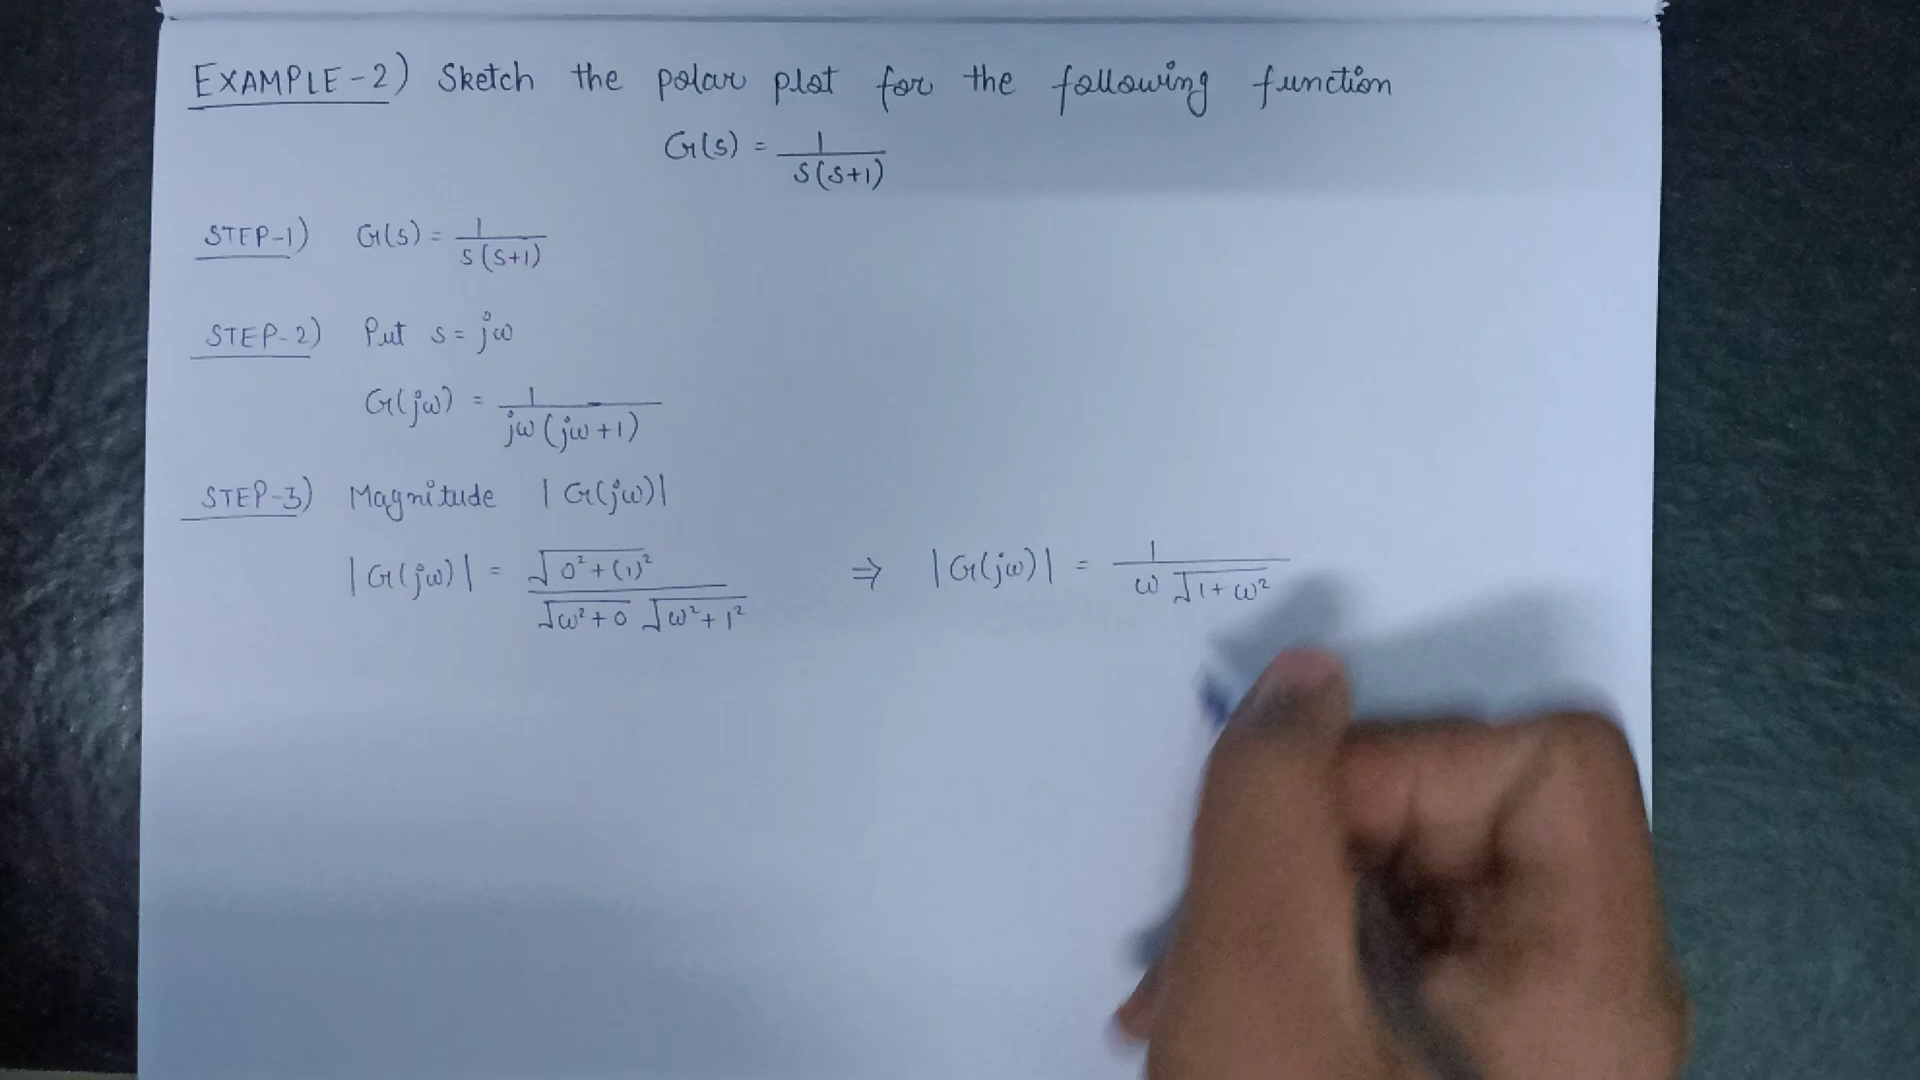 EXAMPLE-2) Sketch the polar plot for the following function
G(s) = 1/s(s+1)
STEP-1) G(s) = 1/s(s+1)
STEP-2) Put s = jω
G(jω) = 1/jω(jω+1)
STEP-3) Magnitude |G(jω)|
|G(jω)| = √0²+(1)²/√ω²+0 √ω²+1² ⇒ |G(jω)| = 1/ω√1+ω²